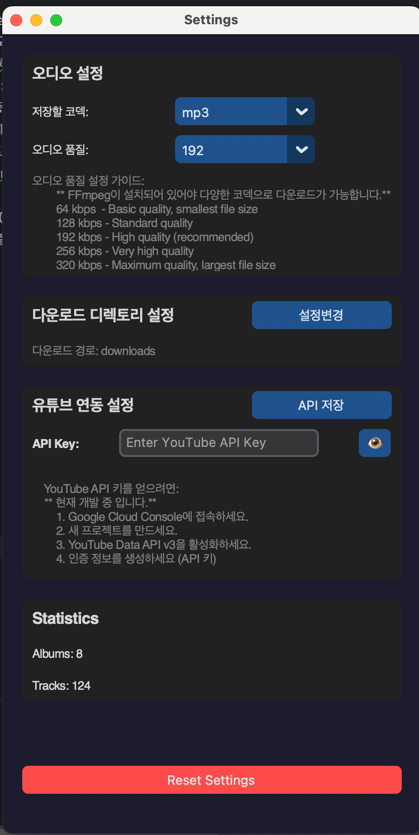 Settings
오디오 설정
저장할 코덱:
mp3
오디오 품질:
192
오디오 품질 설정 가이드:
** FFmpeg이 설치되어 있어야 다양한 코덱으로 다운로드가 가능합니다.**
64 kbps - Basic quality, smallest file size
128 kbps - Standard quality
192 kbps - High quality (recommended)
256 kbps - Very high quality
320 kbps - Maximum quality, largest file size
다운로드 디렉토리 설정
설정변경
다운로드 경로: downloads
유튜브 연동 설정
API 저장
API Key:
Enter YouTube API Key
YouTube API 키를 얻으려면:
** 현재 개발 중 입니다.**
1. Google Cloud Console에 접속하세요.
2. 새 프로젝트를 만드세요.
3. YouTube Data API v3을 활성화하세요.
4. 인증 정보를 생성하세요 (API 키)
Statistics
Albums: 8
Tracks: 124
Reset Settings